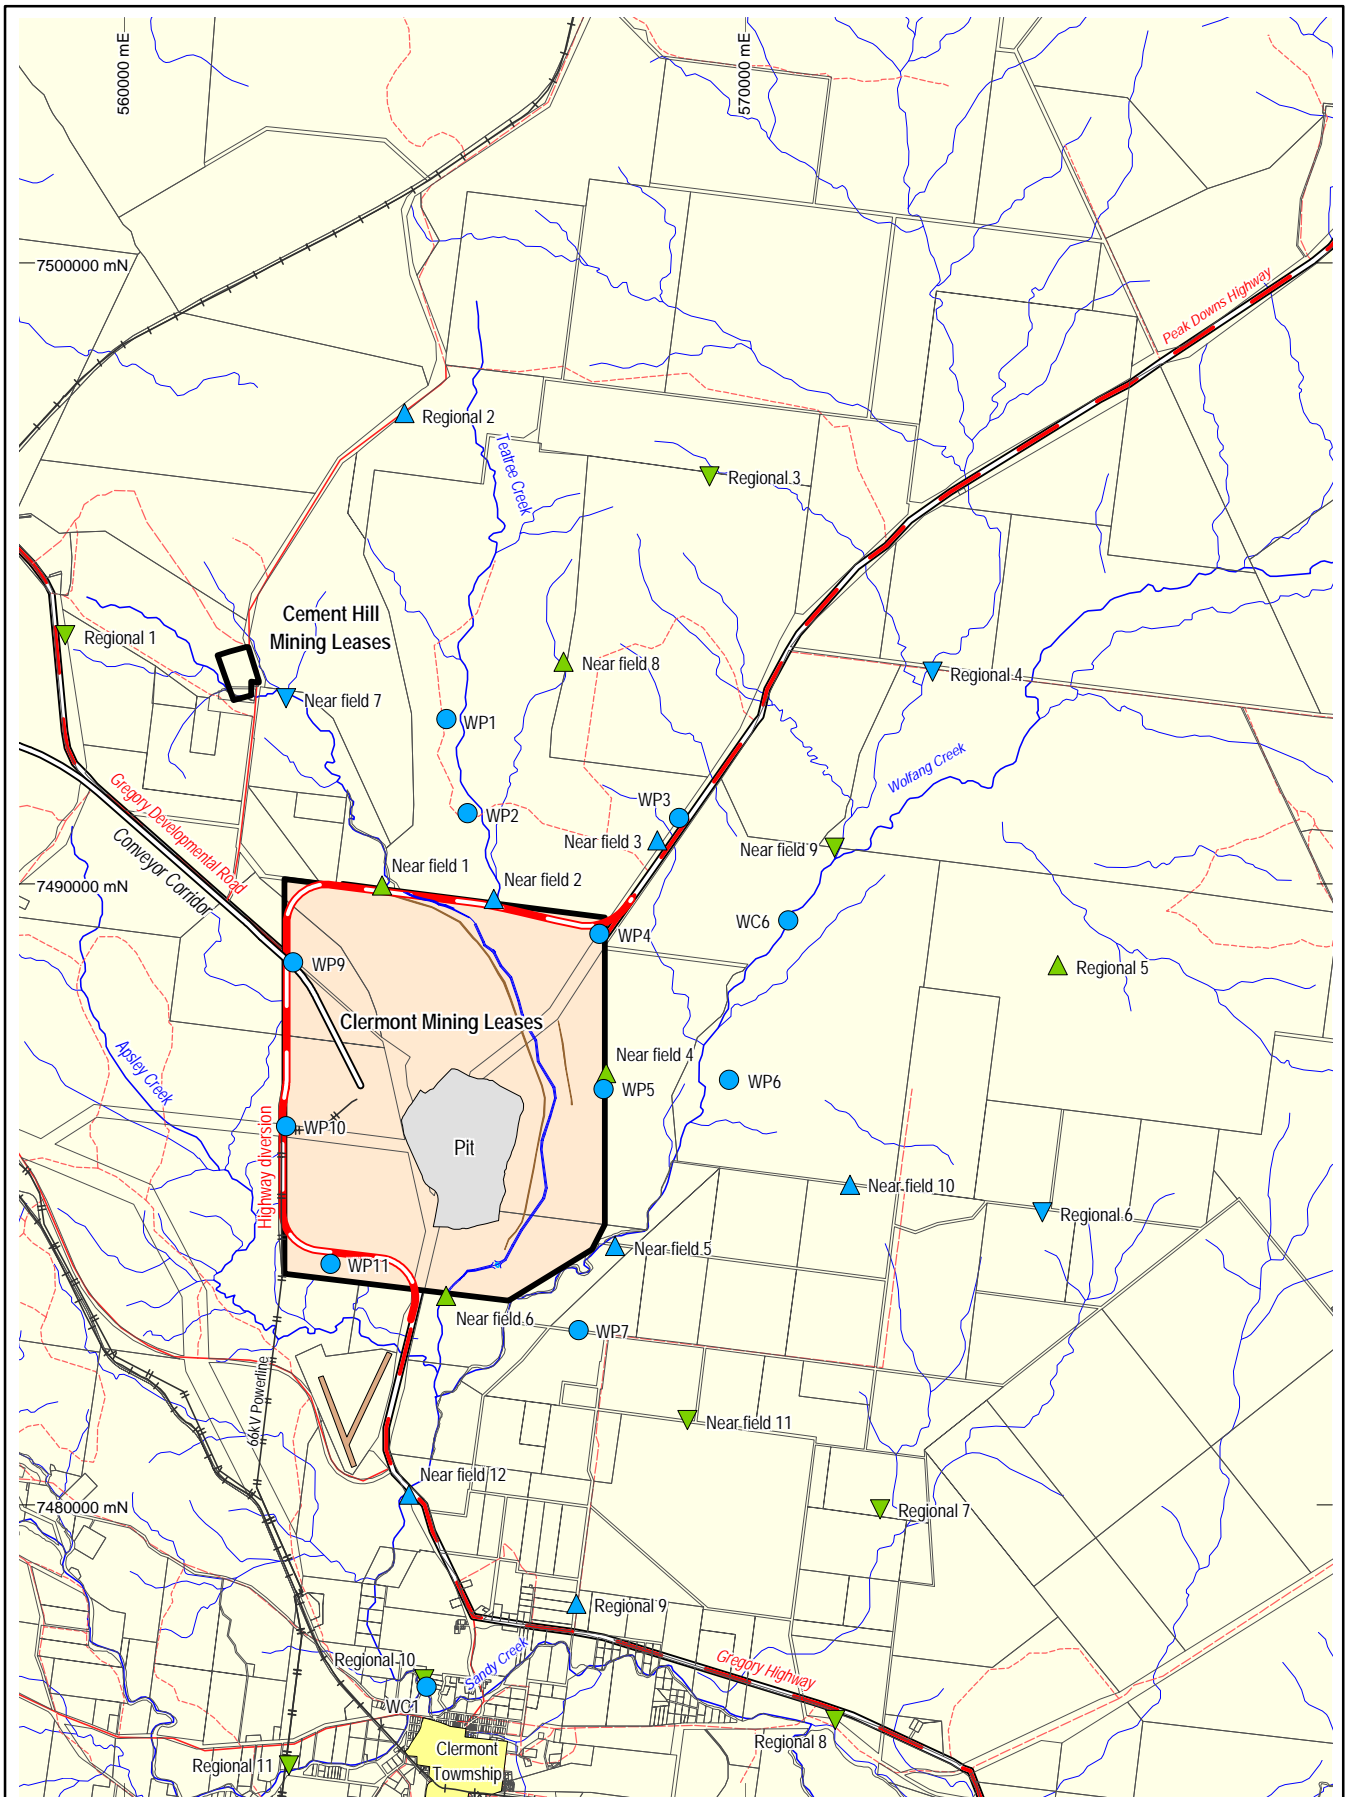 560000 mE
570000 mE
7500000 mN
Peak Downs Highway
Regional 2
Teatree Creek
Regional 3
Cement Hill
Mining Leases
Regional 1
Near field 8
Regional 4
Near field 7
WP1
Wolfang Creek
Gregory Developmental Road
WP3
WP2
Near field 3
Near field 9
Conveyor Corridor
Near field 1
Near field 2
7490000 mN
WC6
WP4
WP9
Regional 5
Clermont Mining Leases
Apsley Creek
Near field 4
WP6
WP5
Highway diversion
WP10
Pit
Near field 10
Regional 6
Near field 5
WP11
Near field 6
WP7
66kV Powerline
Near field 11
Near field 12
7480000 mN
Regional 7
Regional 9
Sandy Creek
Regional 10
Gregory Highway
WC1
Regional 8
Clermont
Township
Regional 11